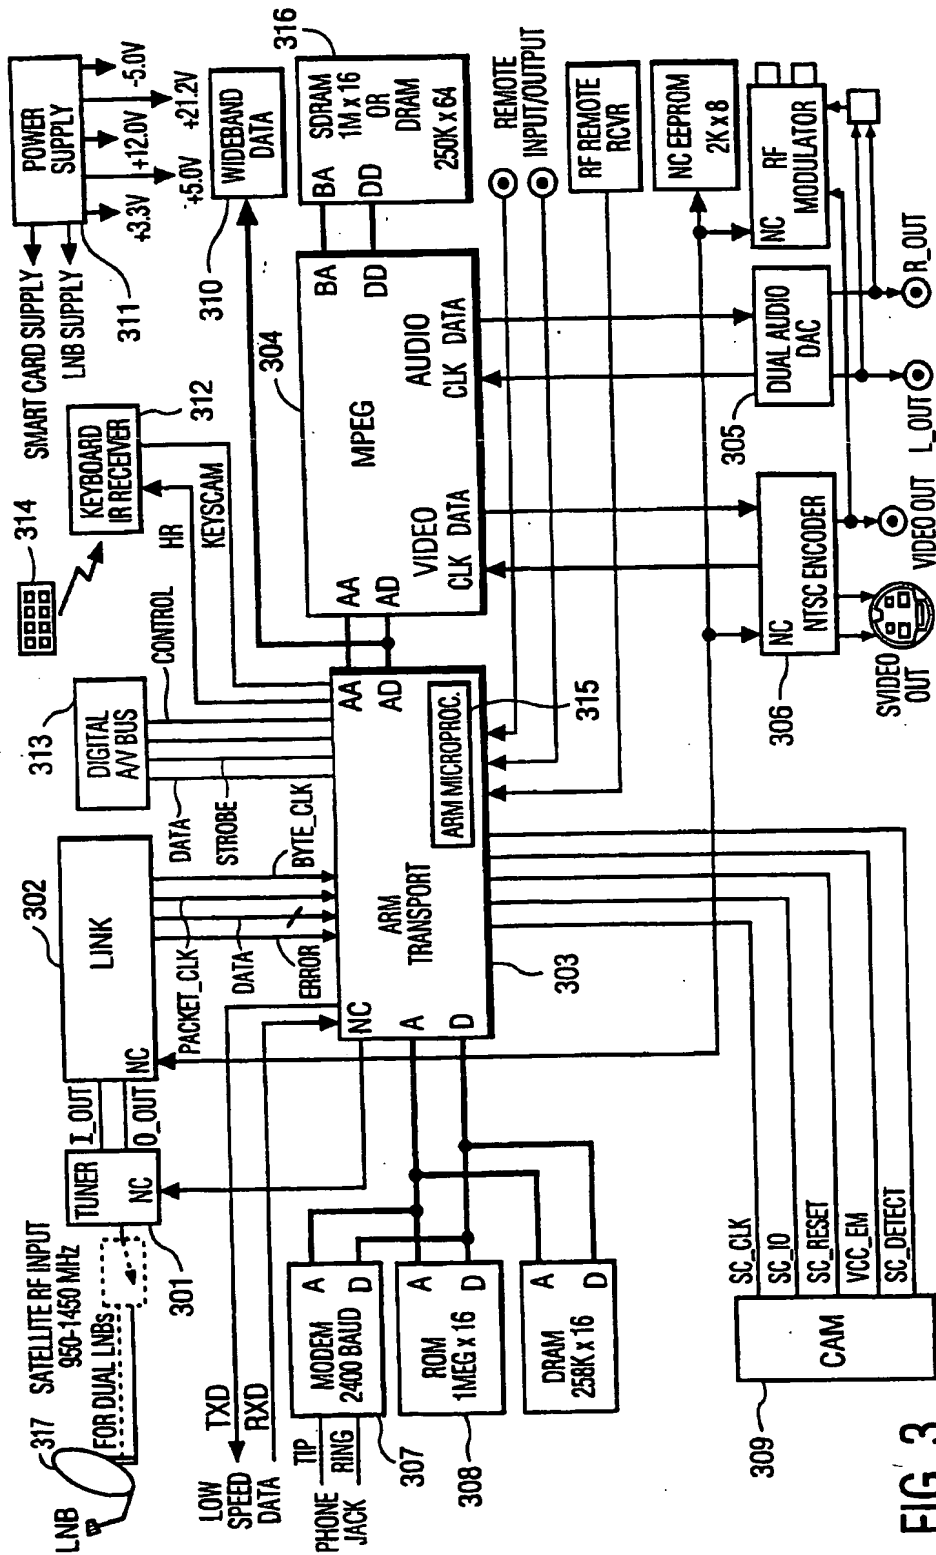 LNB
317
SATELLITE RF INPUT
950-1450 MHz
FOR DUAL LNBs
301
TUNER
NC
I_OUT
O_OUT
302
LINK
NC
PACKET_CLK
DATA
ERROR
BYTE_CLK
313
DIGITAL
A/V BUS
DATA
STROBE
CONTROL
314
HR
KEYSCAM
KEYBOARD
IR RECEIVER
312
SMART CARD SUPPLY
LNB SUPPLY
311
POWER
SUPPLY
+3.3V
+5.0V
+12.0V
+21.2V
-5.0V
310
WIDEBAND
DATA
LOW
SPEED
DATA
TXD
RXD
NC
A
D
ARM
TRANSPORT
303
AA
AD
ARM MICROPROC.
315
AA
AD
304
MPEG
VIDEO
CLK DATA
AUDIO
CLK DATA
BA
DD
BA
DD
SDRAM
1M x 16
OR
DRAM
250K x 64
316
REMOTE
INPUT/OUTPUT
RF REMOTE
RCVR
NC EEPROM
2K x 8
PHONE
JACK
TIP
RING
MODEM
2400 BAUD
A
D
307
ROM
1MEG x 16
A
D
308
DRAM
258K x 16
A
D
309
CAM
SC_CLK
SC_IO
SC_RESET
VCC_EM
SC_DETECT
306
NC
NTSC ENCODER
SVIDEO
OUT
VIDEO OUT
305
DUAL AUDIO
DAC
L_OUT
R_OUT
NC
RF
MODULATOR
FIG. 3